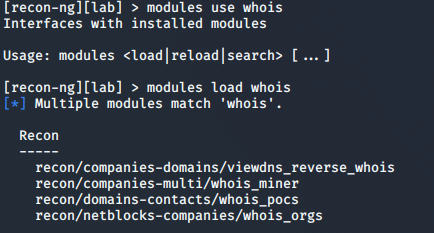 [recon-ng][lab] > modules use whois
Interfaces with installed modules
Usage: modules <load|reload|search> [...]
[recon-ng][lab] > modules load whois
[*] Multiple modules match 'whois'.
Recon
-----
recon/companies-domains/viewdns_reverse_whois
recon/companies-multi/whois_miner
recon/domains-contacts/whois_pocs
recon/netblocks-companies/whois_orgs